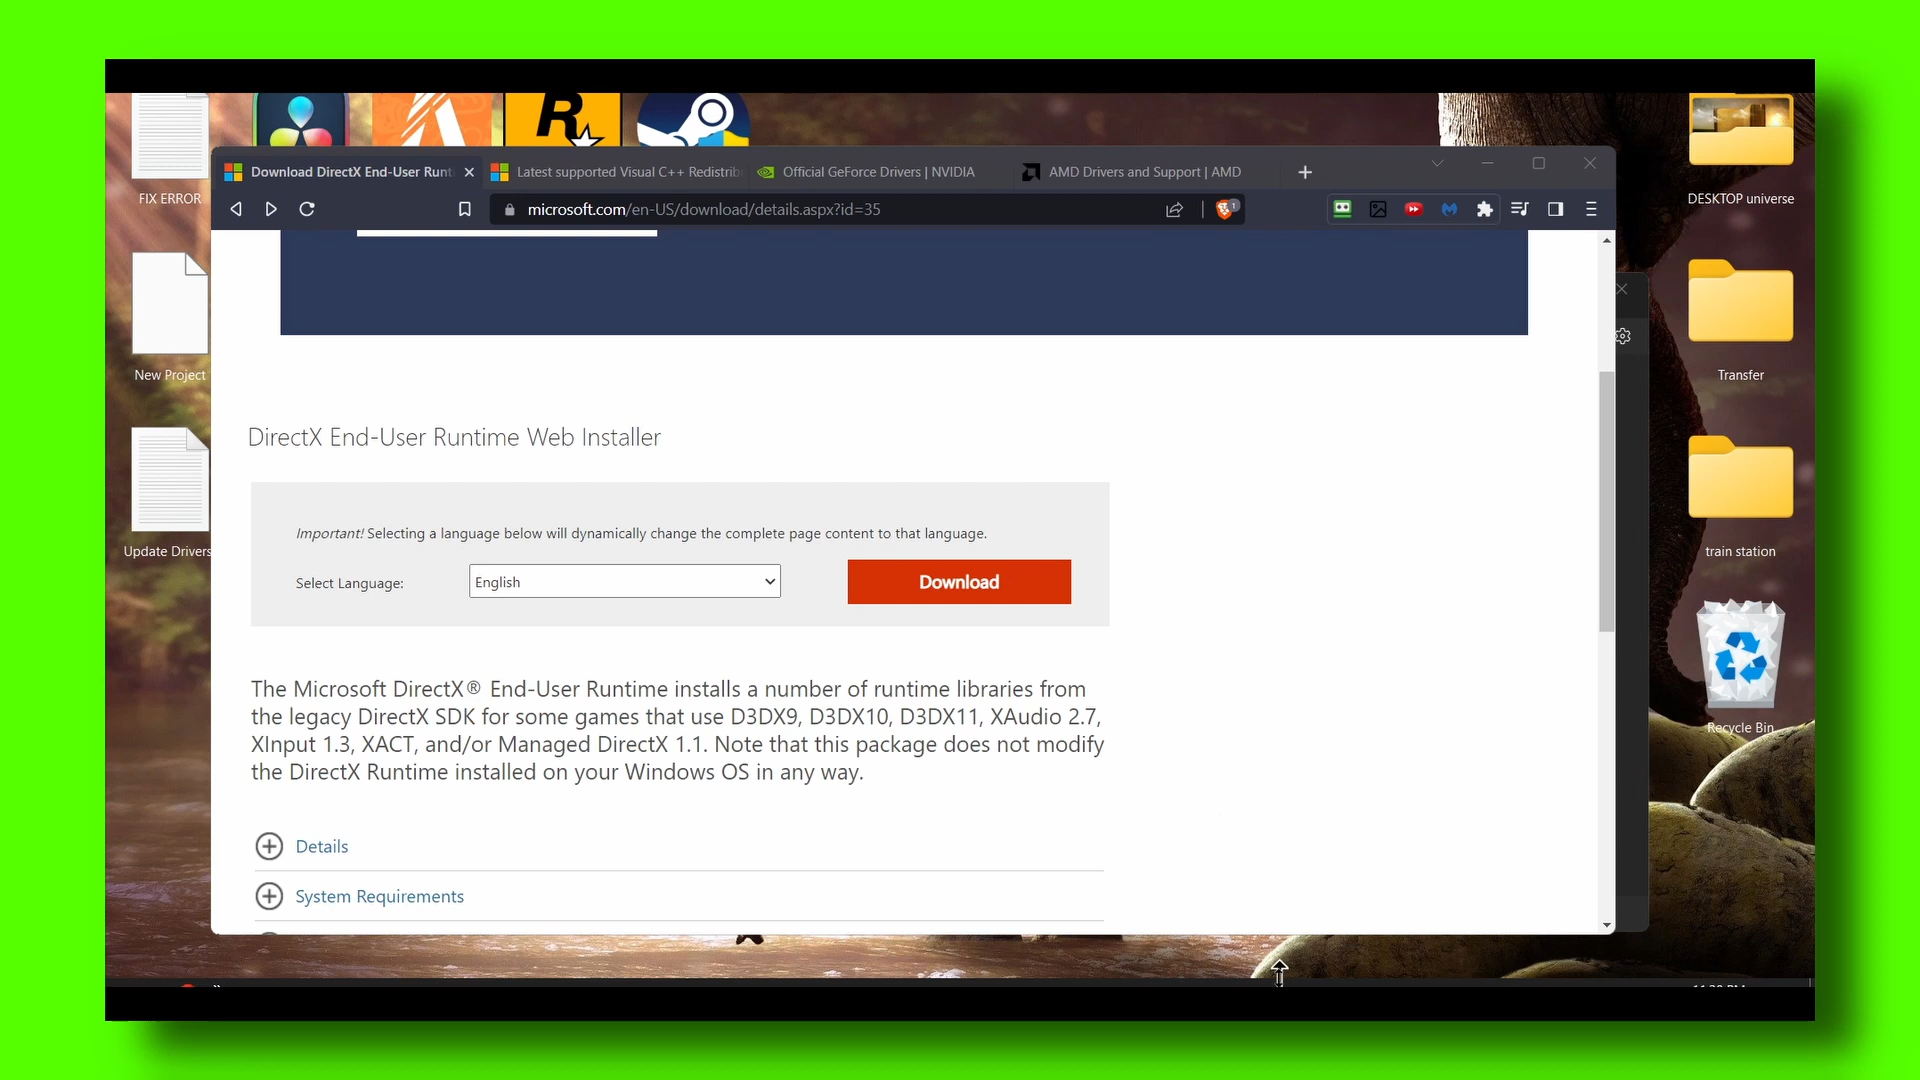 FIX ERROR
New Project
Update Drivers
Download DirectX End-User Runt
Latest supported Visual C++ Redistrib
Official GeForce Drivers | NVIDIA
AMD Drivers and Support | AMD
microsoft.com/en-US/download/details.aspx?id=35
1
DirectX End-User Runtime Web Installer
Important! Selecting a language below will dynamically change the complete page content to that language.
Select Language:
English
Download
The Microsoft DirectX® End-User Runtime installs a number of runtime libraries from
the legacy DirectX SDK for some games that use D3DX9, D3DX10, D3DX11, XAudio 2.7,
XInput 1.3, XACT, and/or Managed DirectX 1.1. Note that this package does not modify
the DirectX Runtime installed on your Windows OS in any way.
Details
System Requirements
DESKTOP universe
Transfer
train station
Recycle Bin